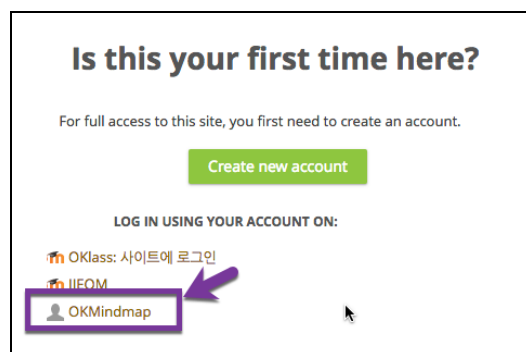 Is this your first time here?
For full access to this site, you first need to create an account.
Create new account
LOG IN USING YOUR ACCOUNT ON:
OKlass: 사이트에 로그인
OKMindmap